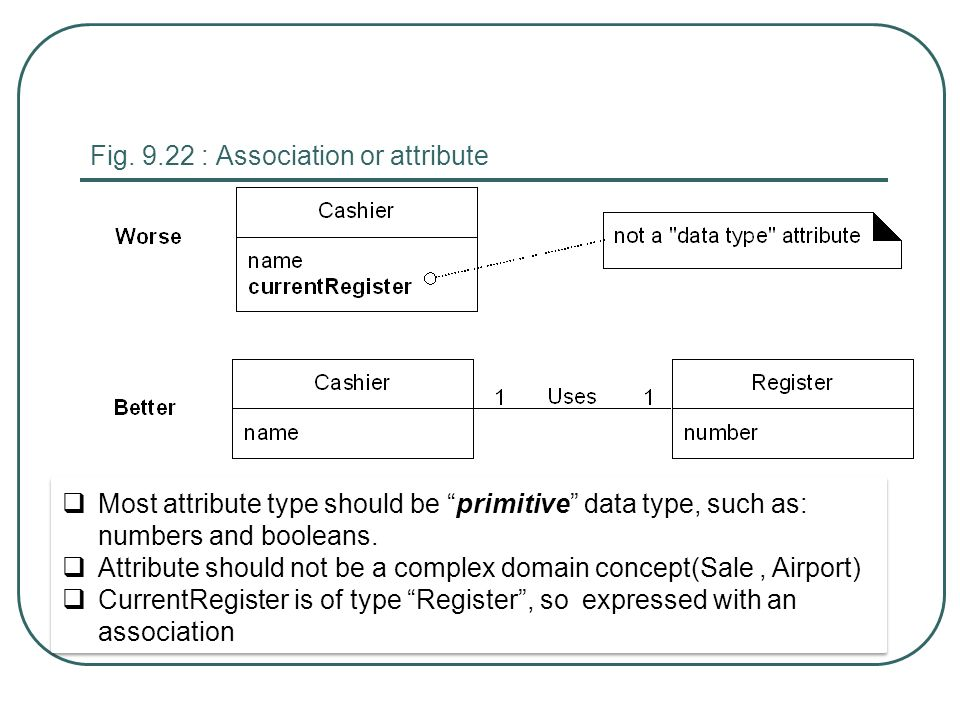 Fig. 9.22 : Association or attribute
Worse
Cashier
name
currentRegister
not a "data type" attribute
Better
Cashier
name
1
Uses
1
Register
number
❑ Most attribute type should be “primitive” data type, such as:
numbers and booleans.
❑ Attribute should not be a complex domain concept(Sale , Airport)
❑ CurrentRegister is of type “Register”, so expressed with an
association